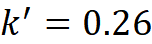 k′ = 0.26